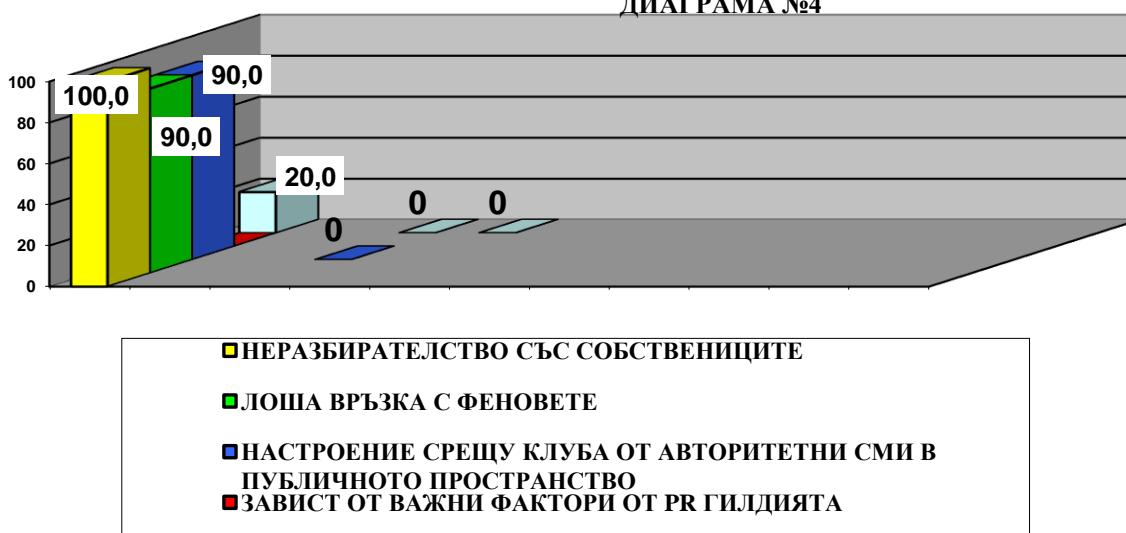 ДИАГРАМА №4
100
80
60
40
20
0
100,0
90,0
90,0
20,0
0
0
0
НЕРАЗБИРАТЕЛСТВО СЪС СОБСТВЕНИЦИТЕ
ЛОША ВРЪЗКА С ФЕНОВЕТЕ
НАСТРОЕНИЕ СРЕЩУ КЛУБА ОТ АВТОРИТЕТНИ СМИ В
ПУБЛИЧНОТО ПРОСТРАНСТВО
ЗАВИСТ ОТ ВАЖНИ ФАКТОРИ ОТ PR ГИЛДИЯТА